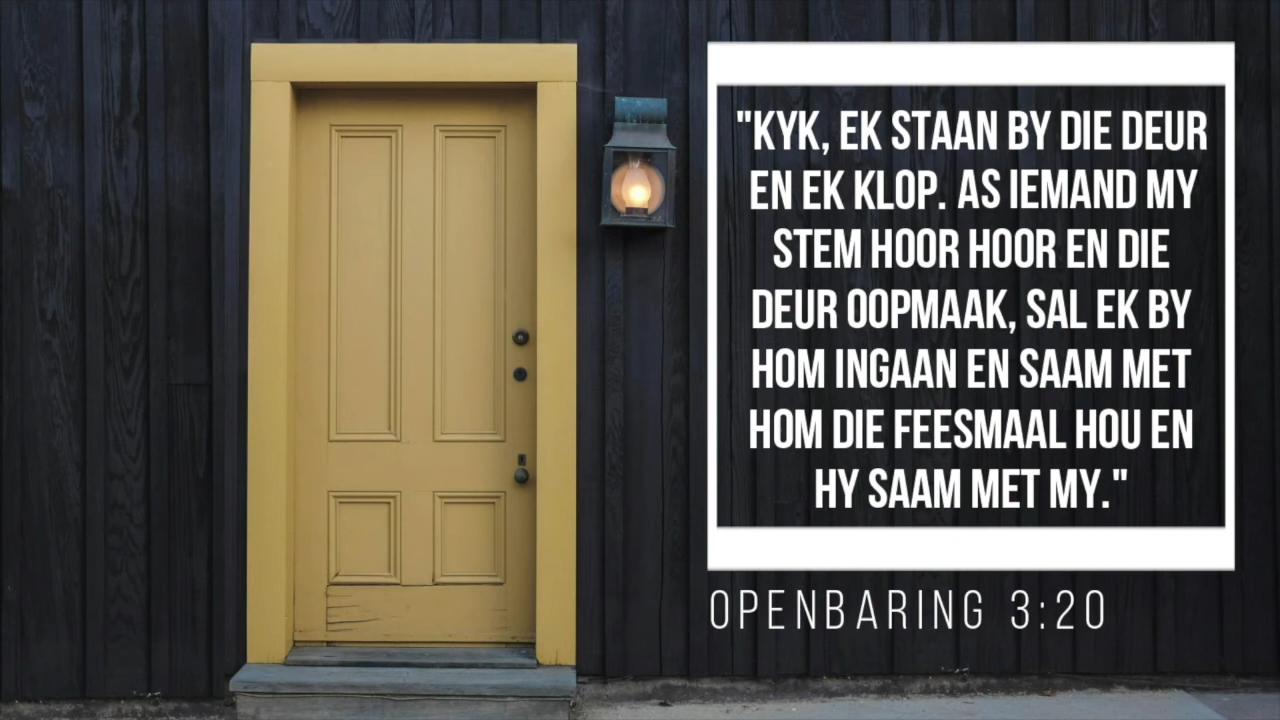 "KYK, EK STAAN BY DIE DEUR
EN EK KLOP. AS IEMAND MY
STEM HOOR HOOR EN DIE
DEUR OOPMAAK, SAL EK BY
HOM INGAAN EN SAAM MET
HOM DIE FEESMAAL HOU EN
HY SAAM MET MY."
OPENBARING 3:20